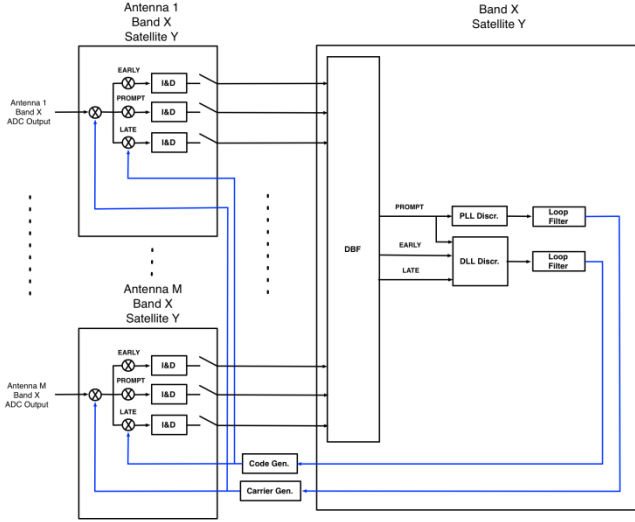 Antenna 1
Band X
Satellite Y
Band X
Satellite Y
EARLY
I&D
Antenna 1
Band X
ADC Output
PROMPT
I&D
LATE
I&D
PROMPT
PLL Discr.
Loop
Filter
DBF
EARLY
DLL Discr.
Loop
Filter
LATE
Antenna M
Band X
Satellite Y
EARLY
I&D
Antenna M
Band X
ADC Output
PROMPT
I&D
LATE
I&D
Code Gen.
Carrier Gen.